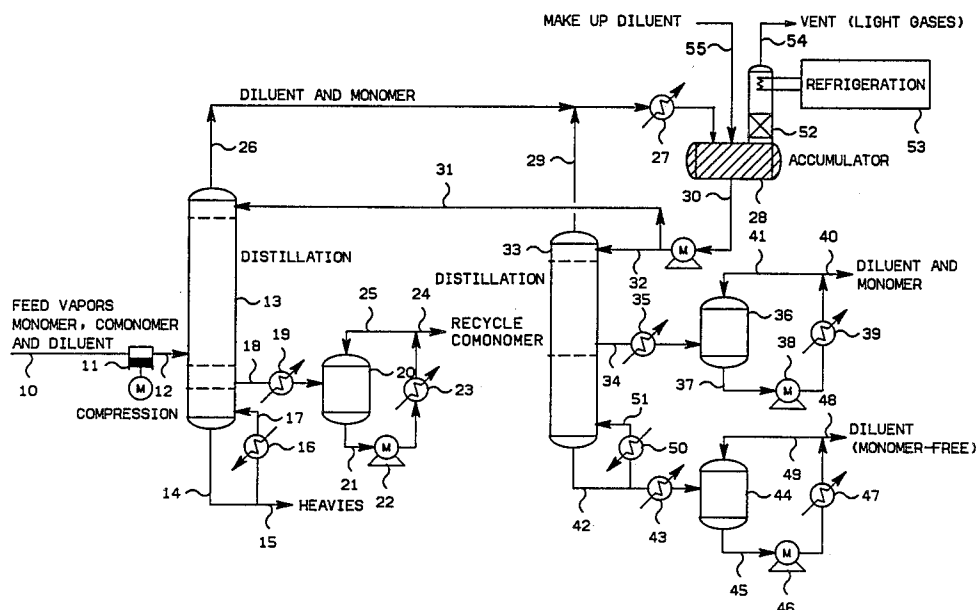 MAKE UP DILUENT
VENT (LIGHT GASES)
55
54
DILUENT AND MONOMER
REFRIGERATION
26
29
27
52
53
ACCUMULATOR
31
30
28
33
32
M
41
40
DISTILLATION
DISTILLATION
DILUENT AND
MONOMER
13
25
24
35
36
39
FEED VAPORS
MONOMER, COMONOMER
AND DILUENT
RECYCLE
COMONOMER
18
19
20
34
37
38
M
10
11
12
M
23
51
48
COMPRESSION
17
16
21
22
M
50
49
DILUENT
(MONOMER-FREE)
14
HEAVIES
15
42
43
44
47
45
M
46